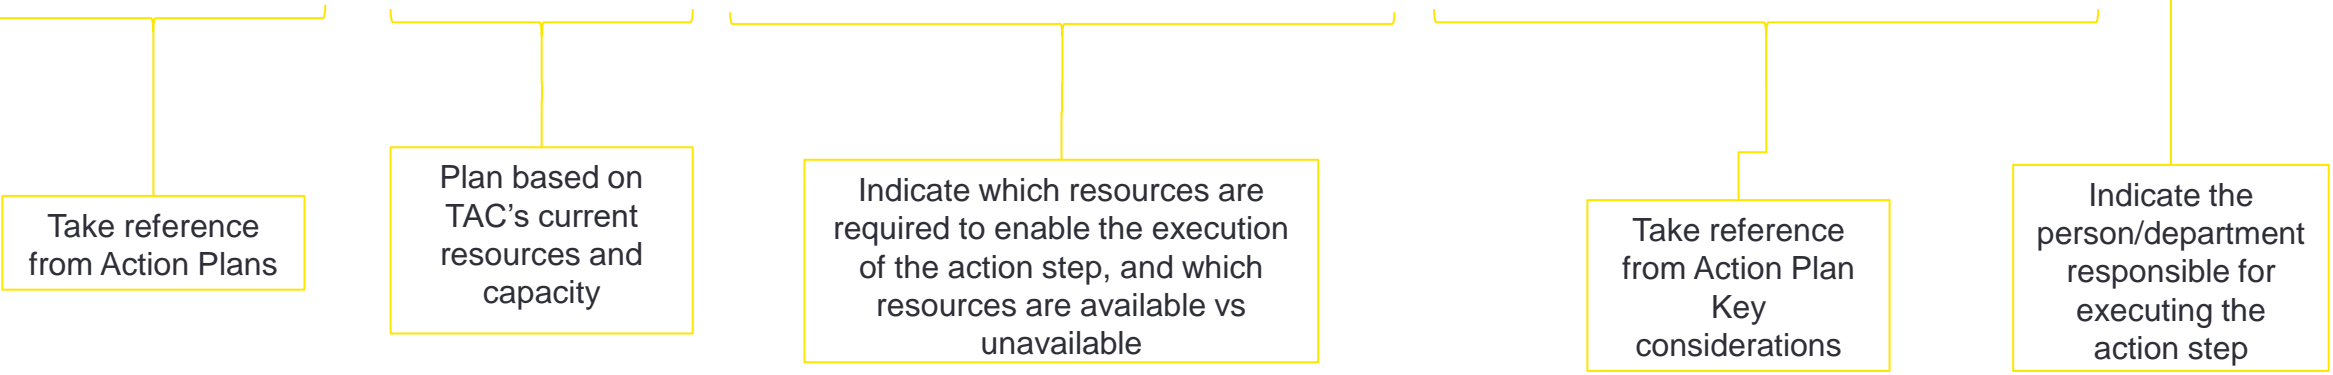 Take reference
from Action Plans
Plan based on
TAC’s current
resources and
capacity
Indicate which resources are
required to enable the execution
of the action step, and which
resources are available vs
unavailable
Take reference
from Action Plan
Key
considerations
Indicate the
person/department
responsible for
executing the
action step